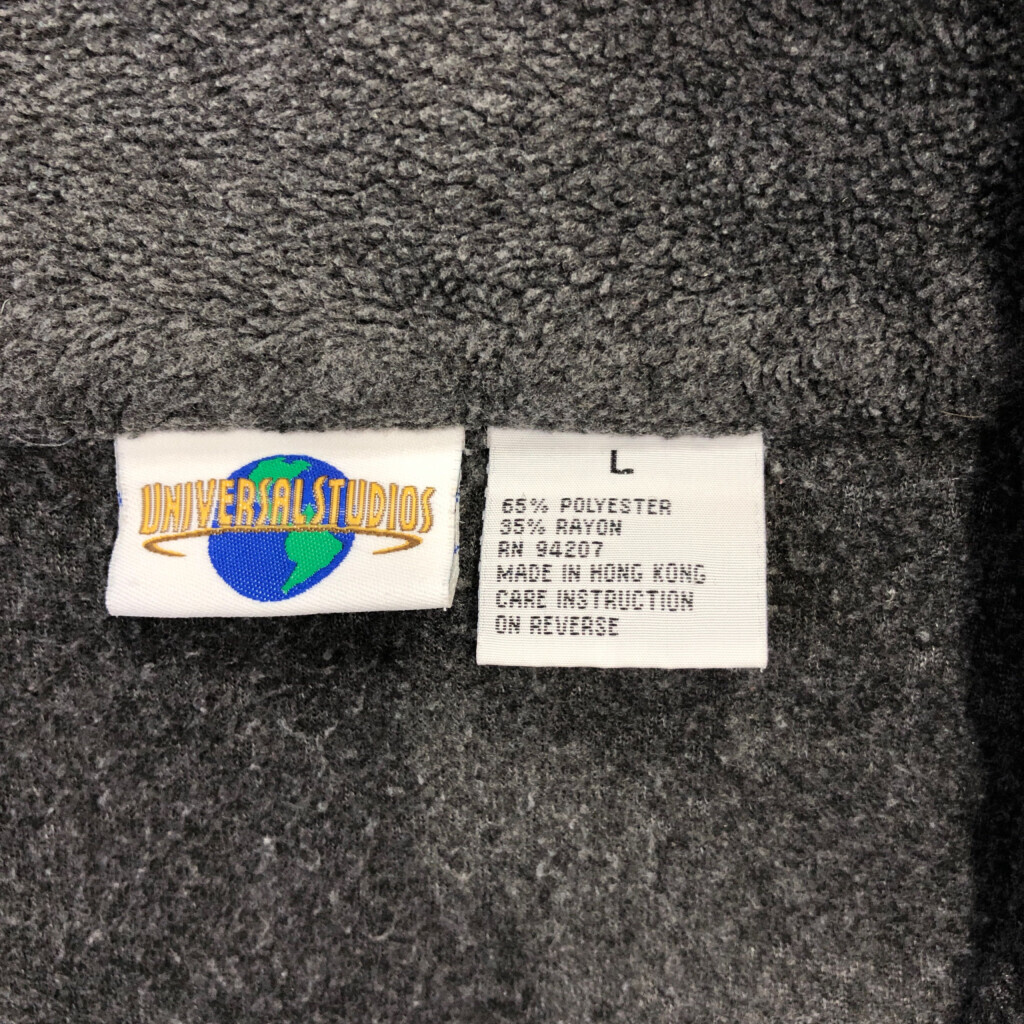 UNIVERSAL STUDIOS
L
65% POLYESTER
35% RAYON
RN 94207
MADE IN HONG KONG
CARE INSTRUCTION
ON REVERSE